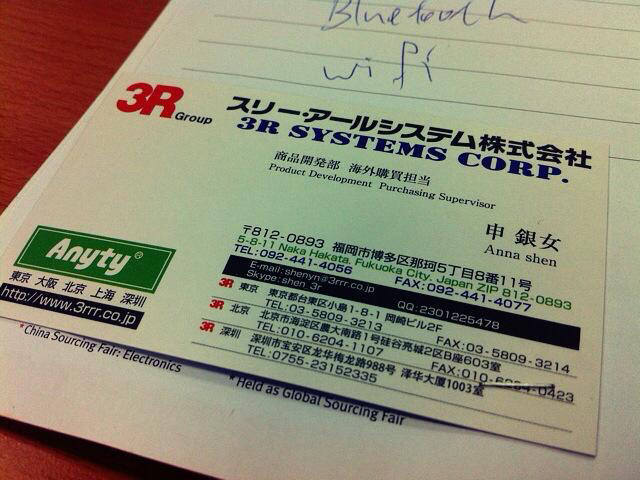 Bluetooth
wifi
3R Group
スリー・アールシステム株式会社
3R SYSTEMS CORP.
商品開発部 海外購買担当
Product Development Purchasing Supervisor
申 銀女
Anna shen
Anyty®
東京 大阪 北京 上海 深圳
http://www.3rrr.co.jp
〒812-0893 福岡市博多区那珂5丁目8番11号
5-8-11 Naka Hakata, Fukuoka City, Japan ZIP 812-0893
TEL:092-441-4056 FAX:092-441-4077
E-mail:shenyn@3rrr.co.jp
Skype:shen 3r QQ:2301225478
3R 東京 東京都台東区小島1-8-1 岡崎ビル2F
TEL:03-5809-3213 FAX:03-5809-3214
3R 北京 北京市海淀区農大南路1号硅谷亮城2区B座603室
TEL:010-6204-1107 FAX:010-6204-0423
3R 深圳 深圳市宝安区龙华梅龙路988号 泽华大厦1003室
TEL:0755-23152335
*China Sourcing Fair: Electronics
*Held as Global Sourcing Fair